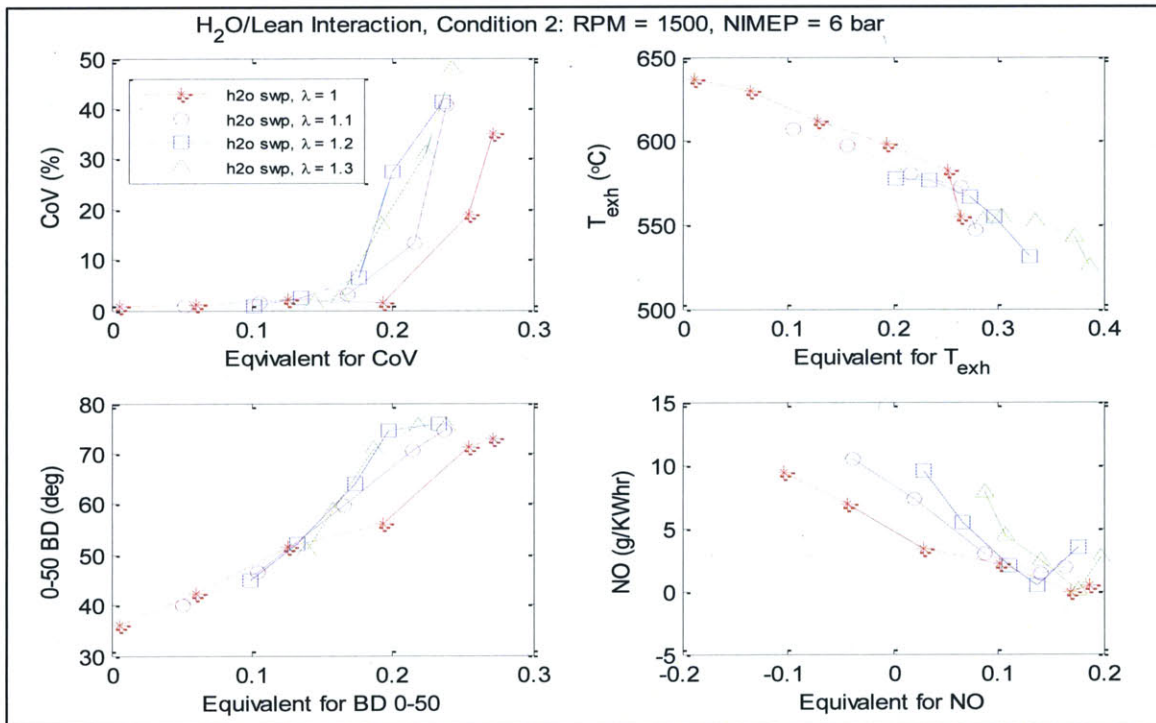 H2O/Lean Interaction, Condition 2: RPM = 1500, NIMEP = 6 bar
50
40
30
20
10
0
CoV (%)
h2o swp, λ = 1
h2o swp, λ = 1.1
h2o swp, λ = 1.2
h2o swp, λ = 1.3
0 0.1 0.2 0.3
Eqvivalent for CoV
650
600
550
500
Texh (oC)
0 0.1 0.2 0.3 0.4
Equivalent for Texh
80
70
60
50
40
30
0-50 BD (deg)
0 0.1 0.2 0.3
Equivalent for BD 0-50
15
10
5
0
-5
NO (g/KWhr)
-0.2 -0.1 0 0.1 0.2
Equivalent for NO